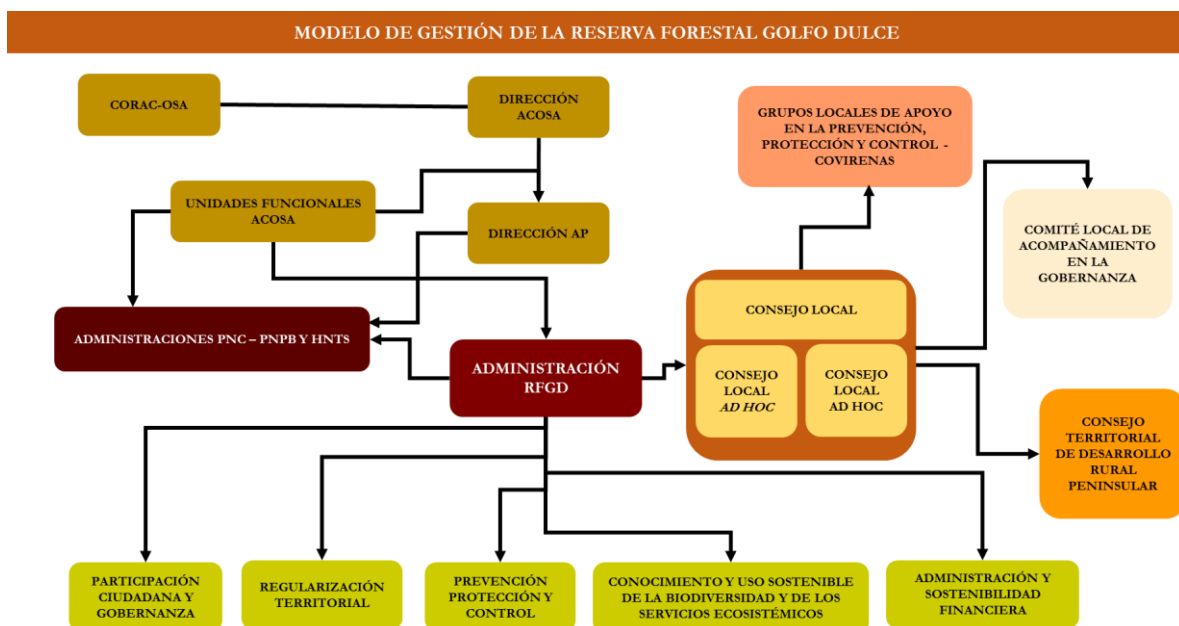 MODELO DE GESTIÓN DE LA RESERVA FORESTAL GOLFO DULCE
CORAC-OSA
DIRECCIÓN
ACOSA
GRUPOS LOCALES DE APOYO
EN LA PREVENCIÓN,
PROTECCIÓN Y CONTROL -
COVIRENAS
UNIDADES FUNCIONALES
ACOSA
DIRECCIÓN AP
COMITÉ LOCAL DE
ACOMPAÑAMIENTO
EN LA
GOBERNANZA
ADMINISTRACIONES PNC – PNPB Y HNTS
ADMINISTRACIÓN
RFGD
CONSEJO LOCAL
CONSEJO
LOCAL
AD HOC
CONSEJO
LOCAL
AD HOC
CONSEJO
TERRITORIAL
DE DESARROLLO
RURAL
PENINSULAR
PARTICIPACIÓN
CIUDADANA Y
GOBERNANZA
REGULARIZACIÓN
TERRITORIAL
PREVENCIÓN
PROTECCIÓN Y
CONTROL
CONOCIMIENTO Y USO SOSTENIBLE
DE LA BIODIVERSIDAD Y DE LOS
SERVICIOS ECOSISTÉMICOS
ADMINISTRACIÓN Y
SOSTENIBILIDAD
FINANCIERA